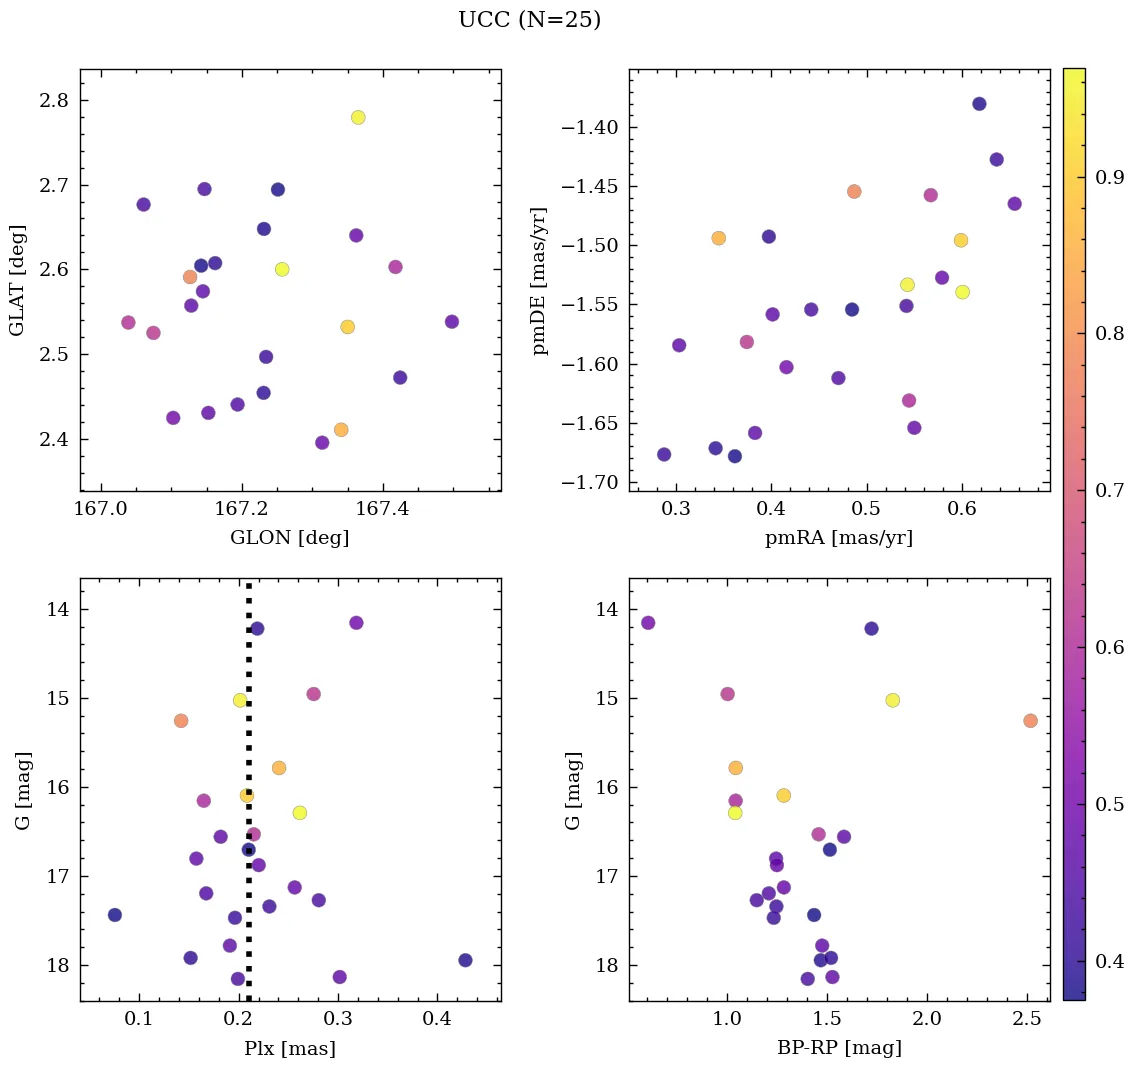 UCC (N=25)
2.8
2.7
2.6
2.5
2.4
GLAT [deg]
167.0 167.2 167.4
GLON [deg]
−1.40
−1.45
−1.50
−1.55
−1.60
−1.65
−1.70
pmDE [mas/yr]
0.3 0.4 0.5 0.6
pmRA [mas/yr]
14
15
16
17
18
G [mag]
0.1 0.2 0.3 0.4
Plx [mas]
14
15
16
17
18
G [mag]
1.0 1.5 2.0 2.5
BP-RP [mag]
0.9
0.8
0.7
0.6
0.5
0.4